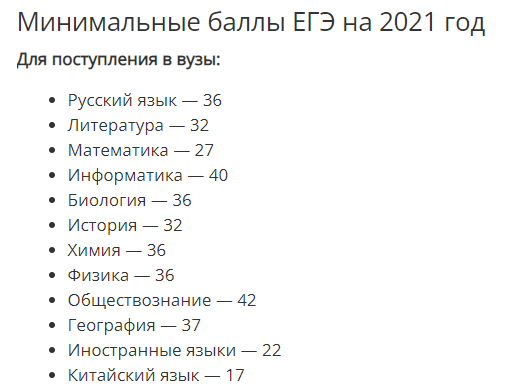 Минимальные баллы ЕГЭ на 2021 год
Для поступления в вузы:
• Русский язык — 36
• Литература — 32
• Математика — 27
• Информатика — 40
• Биология — 36
• История — 32
• Химия — 36
• Физика — 36
• Обществознание — 42
• География — 37
• Иностранные языки — 22
• Китайский язык — 17